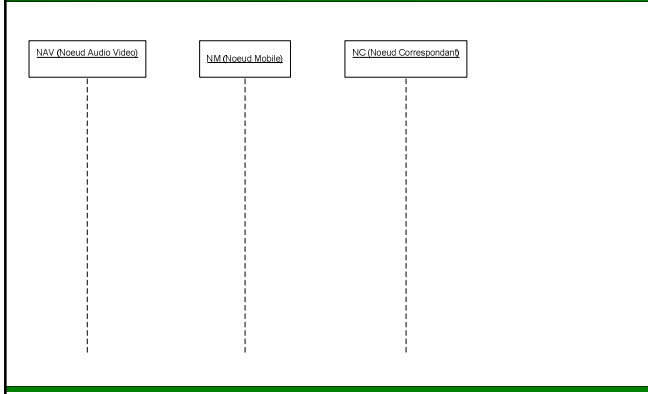 NAV (Noeud Audio Video)
NM (Noeud Mobile)
NC (Noeud Correspondant)